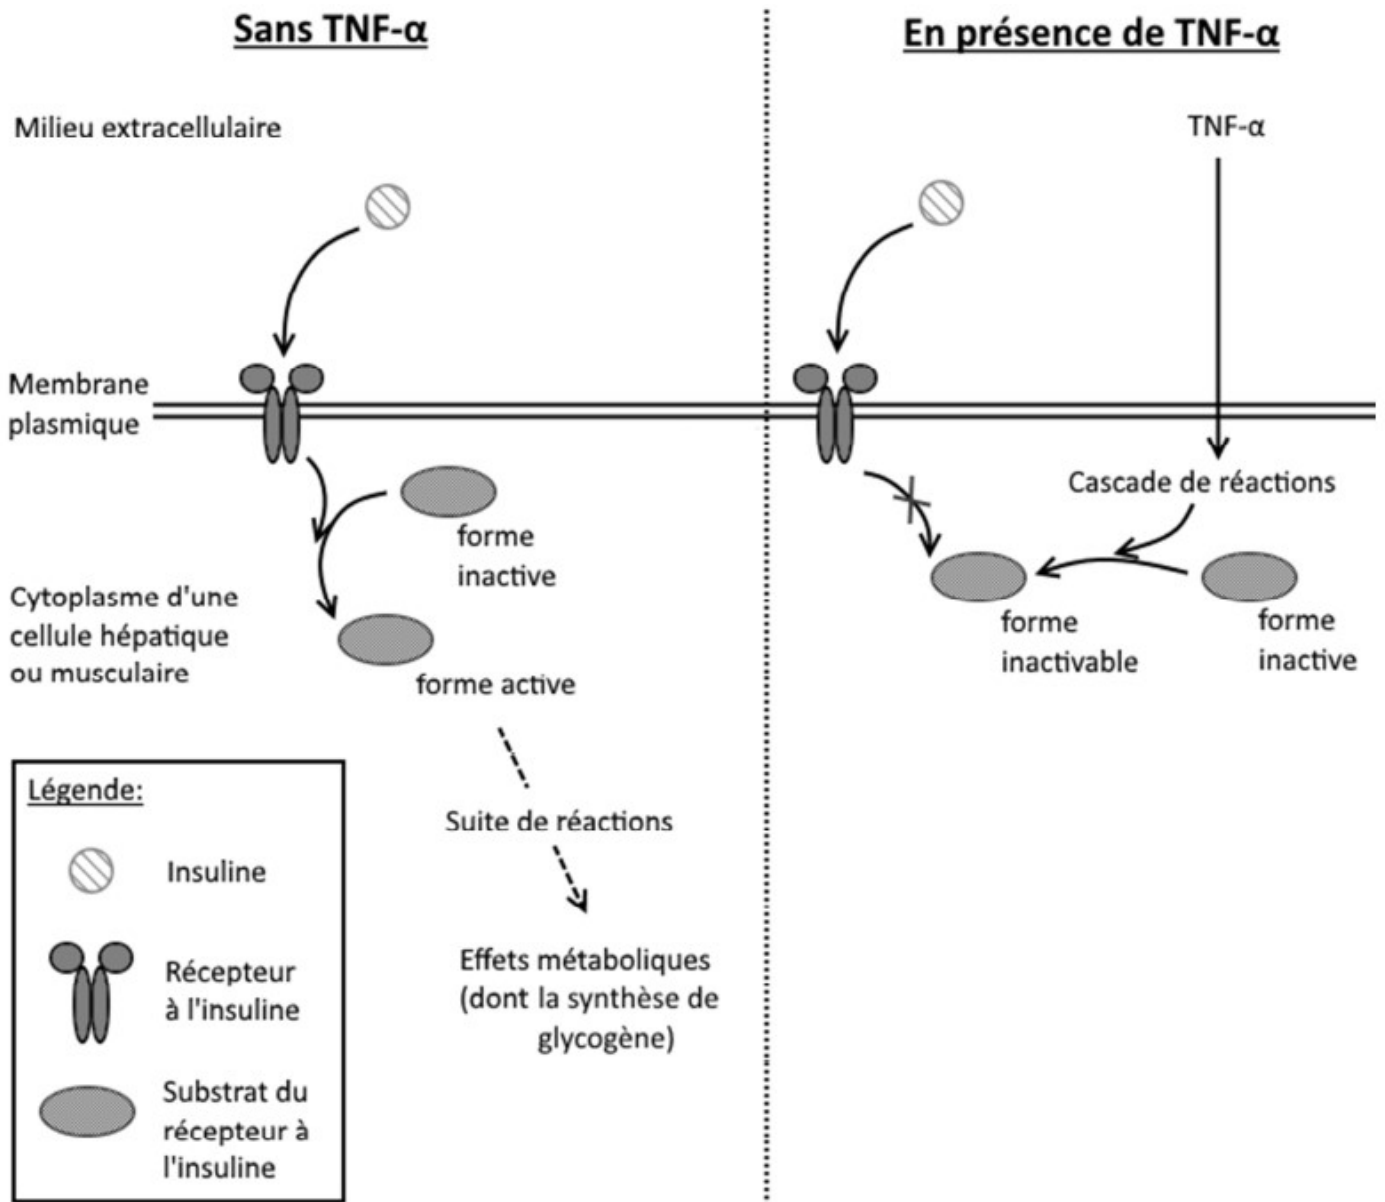 Sans TNF-α
En présence de TNF-α
Milieu extracellulaire
TNF-α
Membrane
plasmique
Cascade de réactions
forme
inactive
forme
inactivable
forme
inactive
Cytoplasme d'une
cellule hépatique
ou musculaire
forme active
Suite de réactions
Effets métaboliques
(dont la synthèse de
glycogène)
Légende:
Insuline
Récepteur
à l'insuline
Substrat du
récepteur à
l'insuline